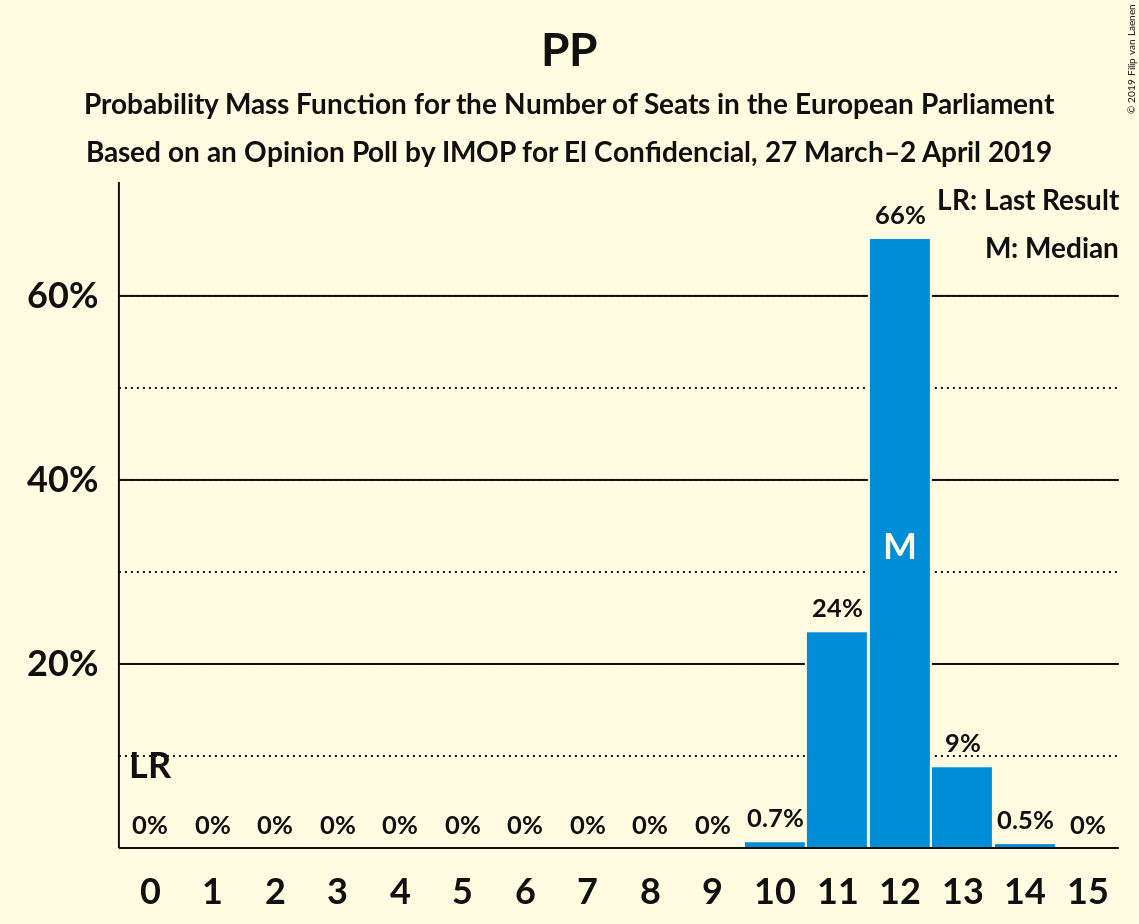 PP
Probability Mass Function for the Number of Seats in the European Parliament
Based on an Opinion Poll by IMOP for El Confidencial, 27 March–2 April 2019
© 2019 Filip van Laenen
LR: Last Result
M: Median
60%
40%
20%
LR
M
0% 0% 0% 0% 0% 0% 0% 0% 0% 0% 0.7% 24% 66% 9% 0.5% 0%
0 1 2 3 4 5 6 7 8 9 10 11 12 13 14 15